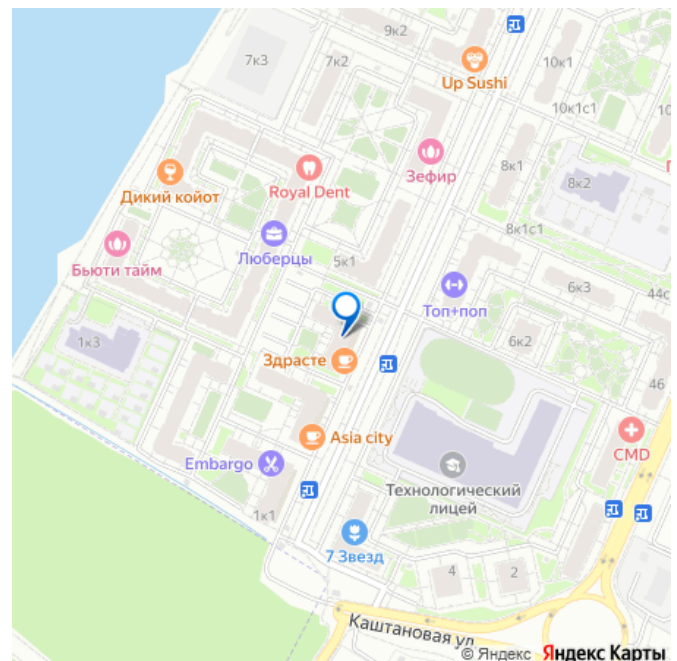 9к2
7к3
7к2
10к1
Up Sushi
10к1с1
10
Зефир
8к1
8к2
Royal Dent
Дикий койот
8к1с1
Люберцы
Бьюти тайм
5к1
6к3
44с
Топ+поп
1к3
6к2
Здрасте
46
Asia city
CMD
Embargo
Технологический
лицей
1к1
7 Звезд
4
2
Каштановая ул
© Яндекс Яндекс Карты